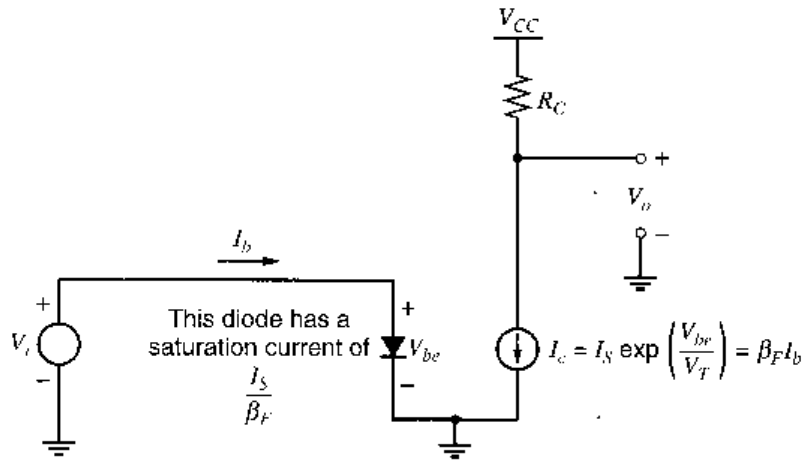 V_CC
R_C
+
V_o
−
I_b
+
V_i
−
This diode has a
saturation current of
I_S
β_F
+
V_be
−
I_c = I_S exp (V_be / V_T) = β_F I_b